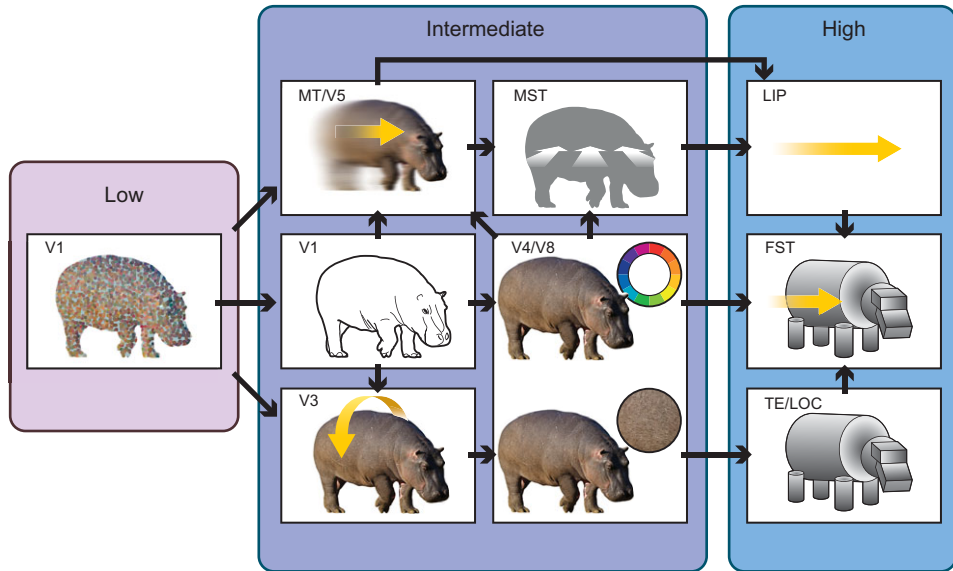 Intermediate
High
MT/V5
MST
LIP
Low
V1
V1
V4/V8
FST
V3
TE/LOC